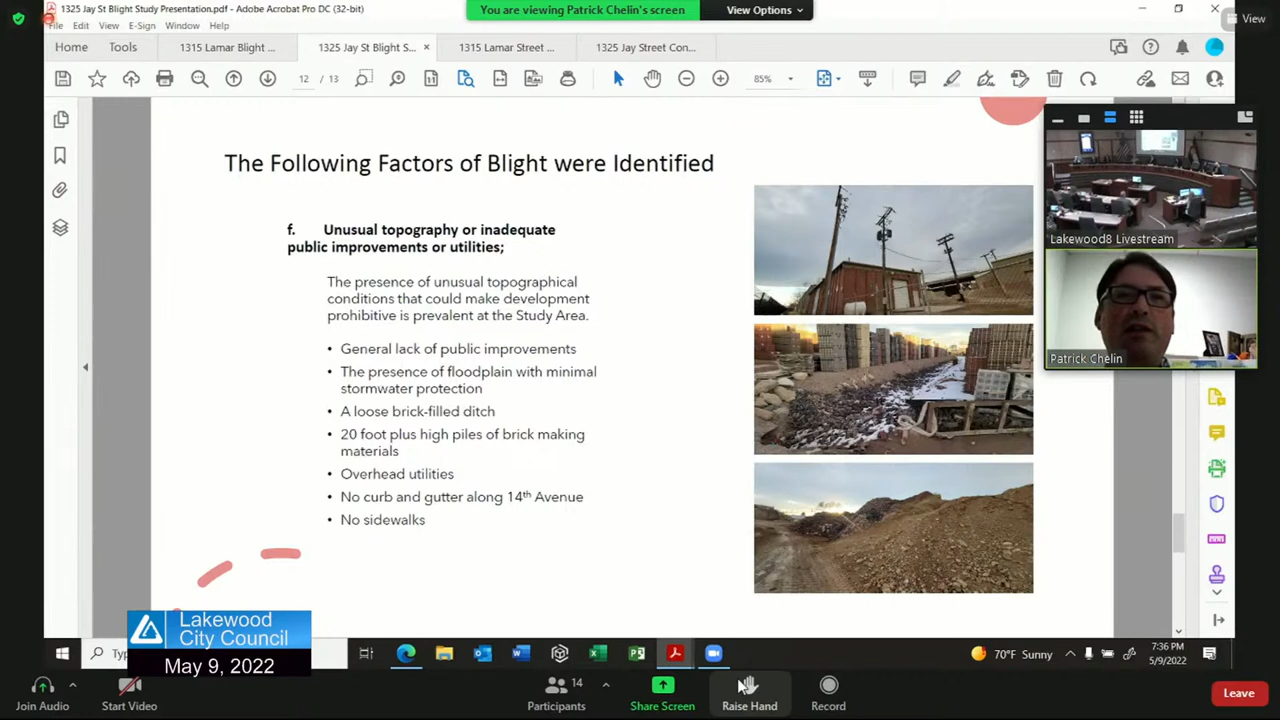 1325 Jay St Blight Study Presentation.pdf - Adobe Acrobat Pro DC (32-bit)
You are viewing Patrick Chelin's screen
View Options
View
File Edit View E-Sign Window Help
Home Tools 1315 Lamar Blight ... 1325 Jay St Blight S... × 1315 Lamar Street ... 1325 Jay Street Con...
12 / 13 85%
The Following Factors of Blight were Identified
f. Unusual topography or inadequate
public improvements or utilities;
The presence of unusual topographical
conditions that could make development
prohibitive is prevalent at the Study Area.
• General lack of public improvements
• The presence of floodplain with minimal
stormwater protection
• A loose brick-filled ditch
• 20 foot plus high piles of brick making
materials
• Overhead utilities
• No curb and gutter along 14th Avenue
• No sidewalks
Lakewood8 Livestream
Patrick Chelin
Lakewood
City Council
May 9, 2022
70°F Sunny
7:36 PM
5/9/2022
Join Audio Start Video Participants 14 Share Screen Raise Hand Record Leave